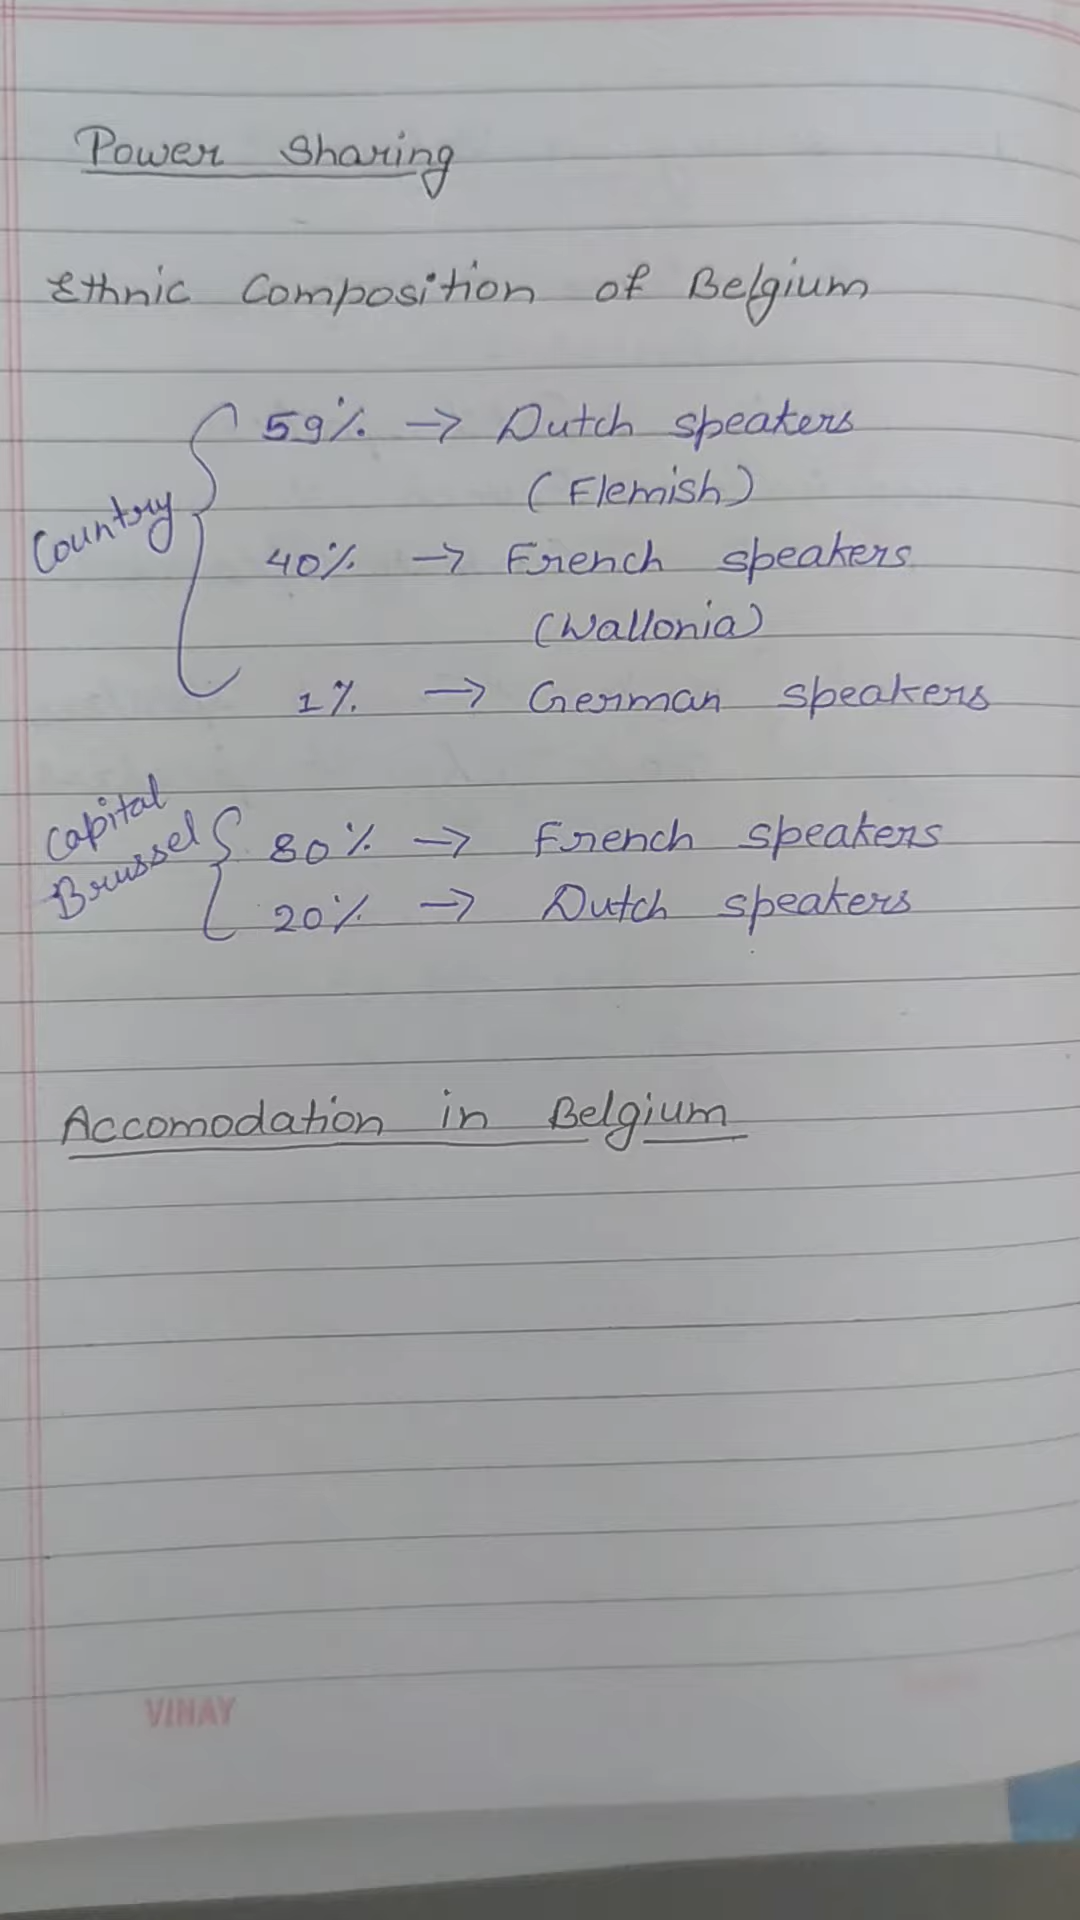 Power Sharing
Ethnic Composition of Belgium
Country
59% → Dutch speakers
(Flemish)
40% → French speakers
(Wallonia)
1% → German speakers
Capital
Brussel
80% → French speakers
20% → Dutch speakers
Accomodation in Belgium
VINAY